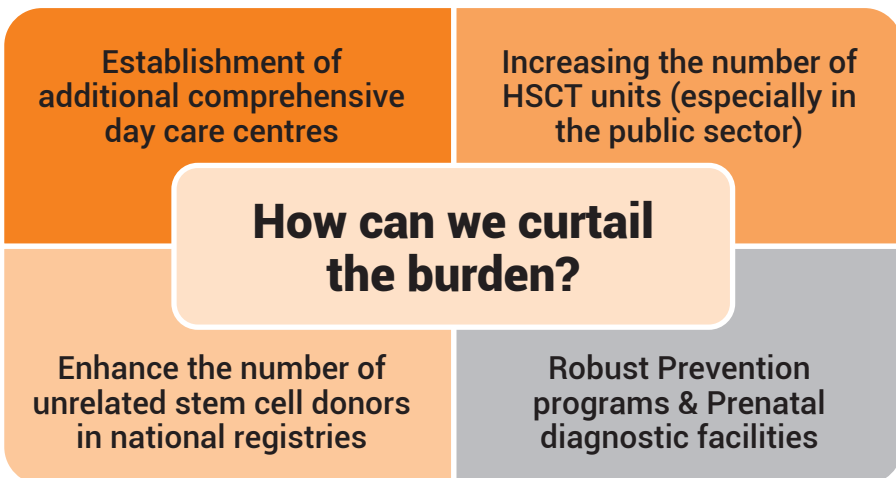 Establishment of
additional comprehensive
day care centres
Increasing the number of
HSCT units (especially in
the public sector)
How can we curtail
the burden?
Enhance the number of
unrelated stem cell donors
in national registries
Robust Prevention
programs & Prenatal
diagnostic facilities